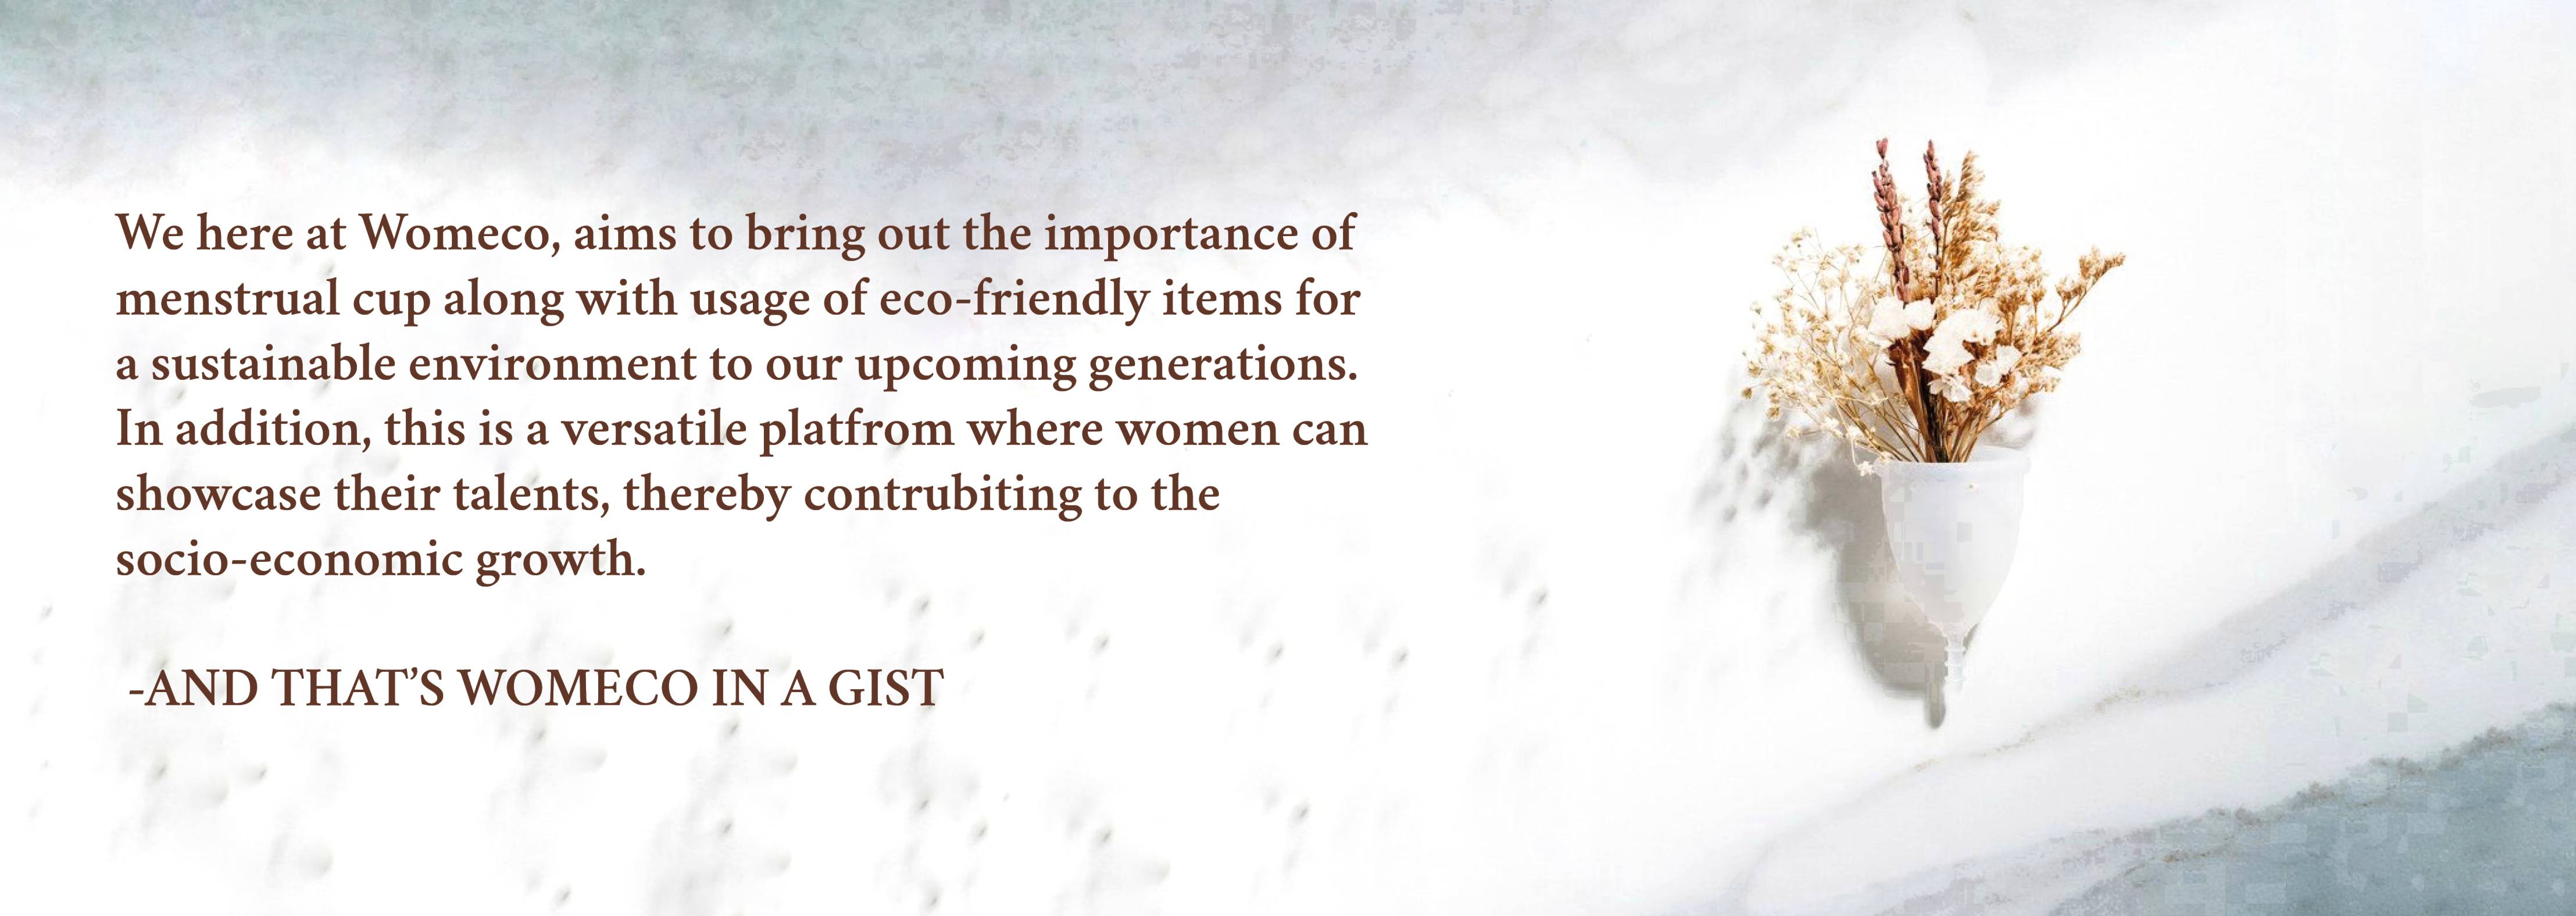 We here at Womeco, aims to bring out the importance of
menstrual cup along with usage of eco-friendly items for
a sustainable environment to our upcoming generations.
In addition, this is a versatile platfrom where women can
showcase their talents, thereby contrubiting to the
socio-economic growth.
-AND THAT’S WOMECO IN A GIST